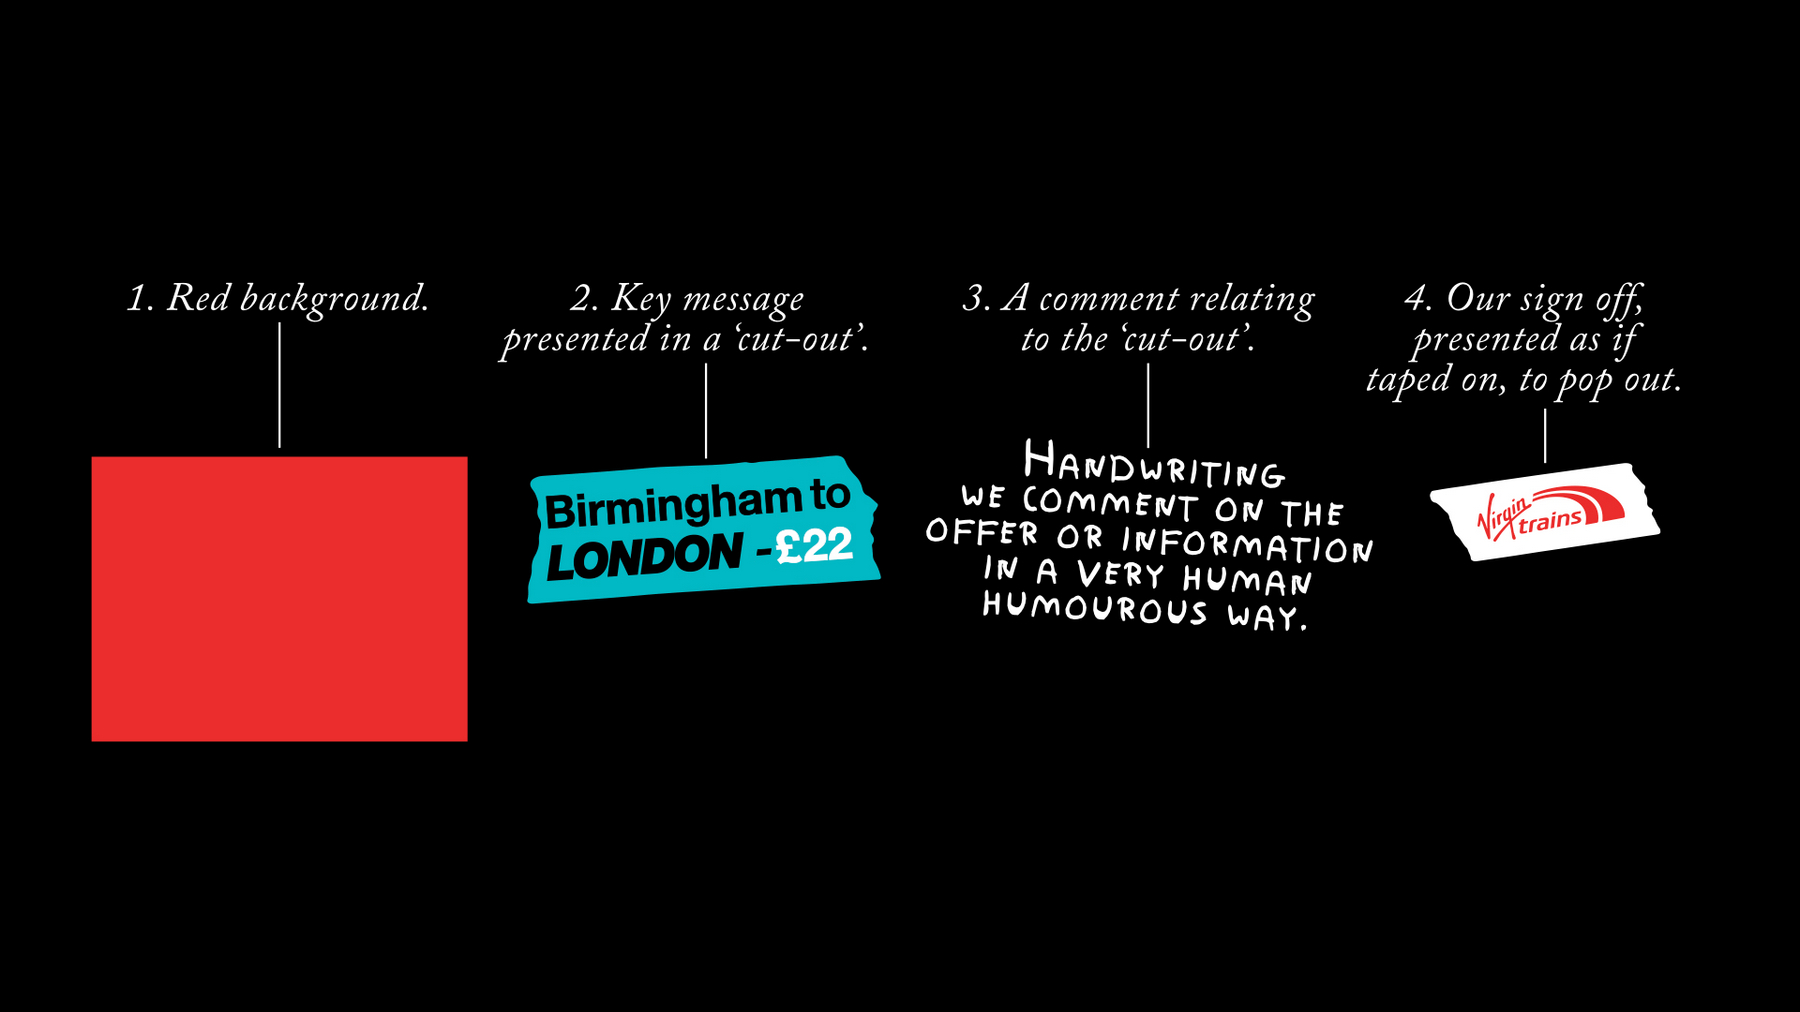 1. Red background.
2. Key message
presented in a ‘cut-out’.
Birmingham to
LONDON - £22
3. A comment relating
to the ‘cut-out’.
HANDWRITING
WE COMMENT ON THE
OFFER OR INFORMATION
IN A VERY HUMAN
HUMOUROUS WAY.
4. Our sign off,
presented as if
taped on, to pop out.
Virgin
trains